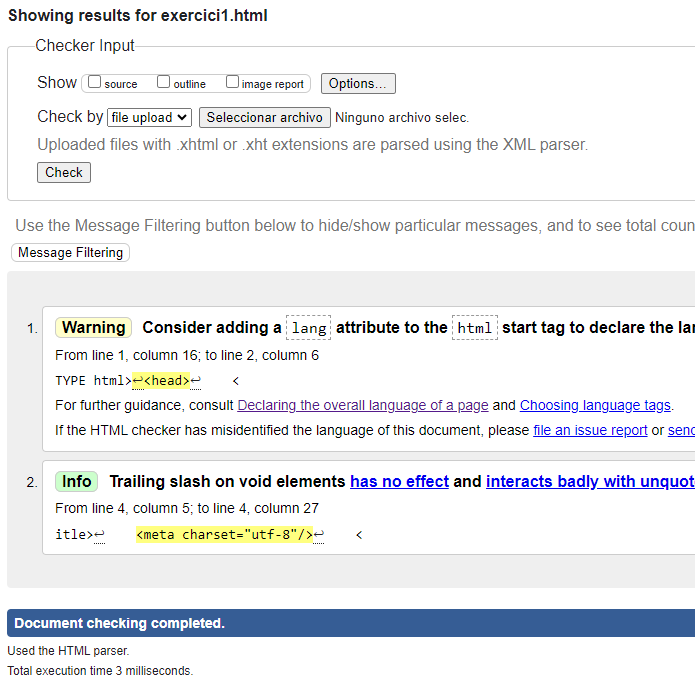 Showing results for exercici1.html
Checker Input
Show source outline image report Options...
Check by file upload Seleccionar archivo Ninguno archivo selec.
Uploaded files with .xhtml or .xht extensions are parsed using the XML parser.
Check
Use the Message Filtering button below to hide/show particular messages, and to see total coun
Message Filtering
1. Warning Consider adding a lang attribute to the html start tag to declare the la
From line 1, column 16; to line 2, column 6
TYPE html>↩<head>↩    <
For further guidance, consult Declaring the overall language of a page and Choosing language tags.
If the HTML checker has misidentified the language of this document, please file an issue report or send
2. Info Trailing slash on void elements has no effect and interacts badly with unquot
From line 4, column 5; to line 4, column 27
itle>↩    <meta charset="utf-8"/>↩    <
Document checking completed.
Used the HTML parser.
Total execution time 3 milliseconds.